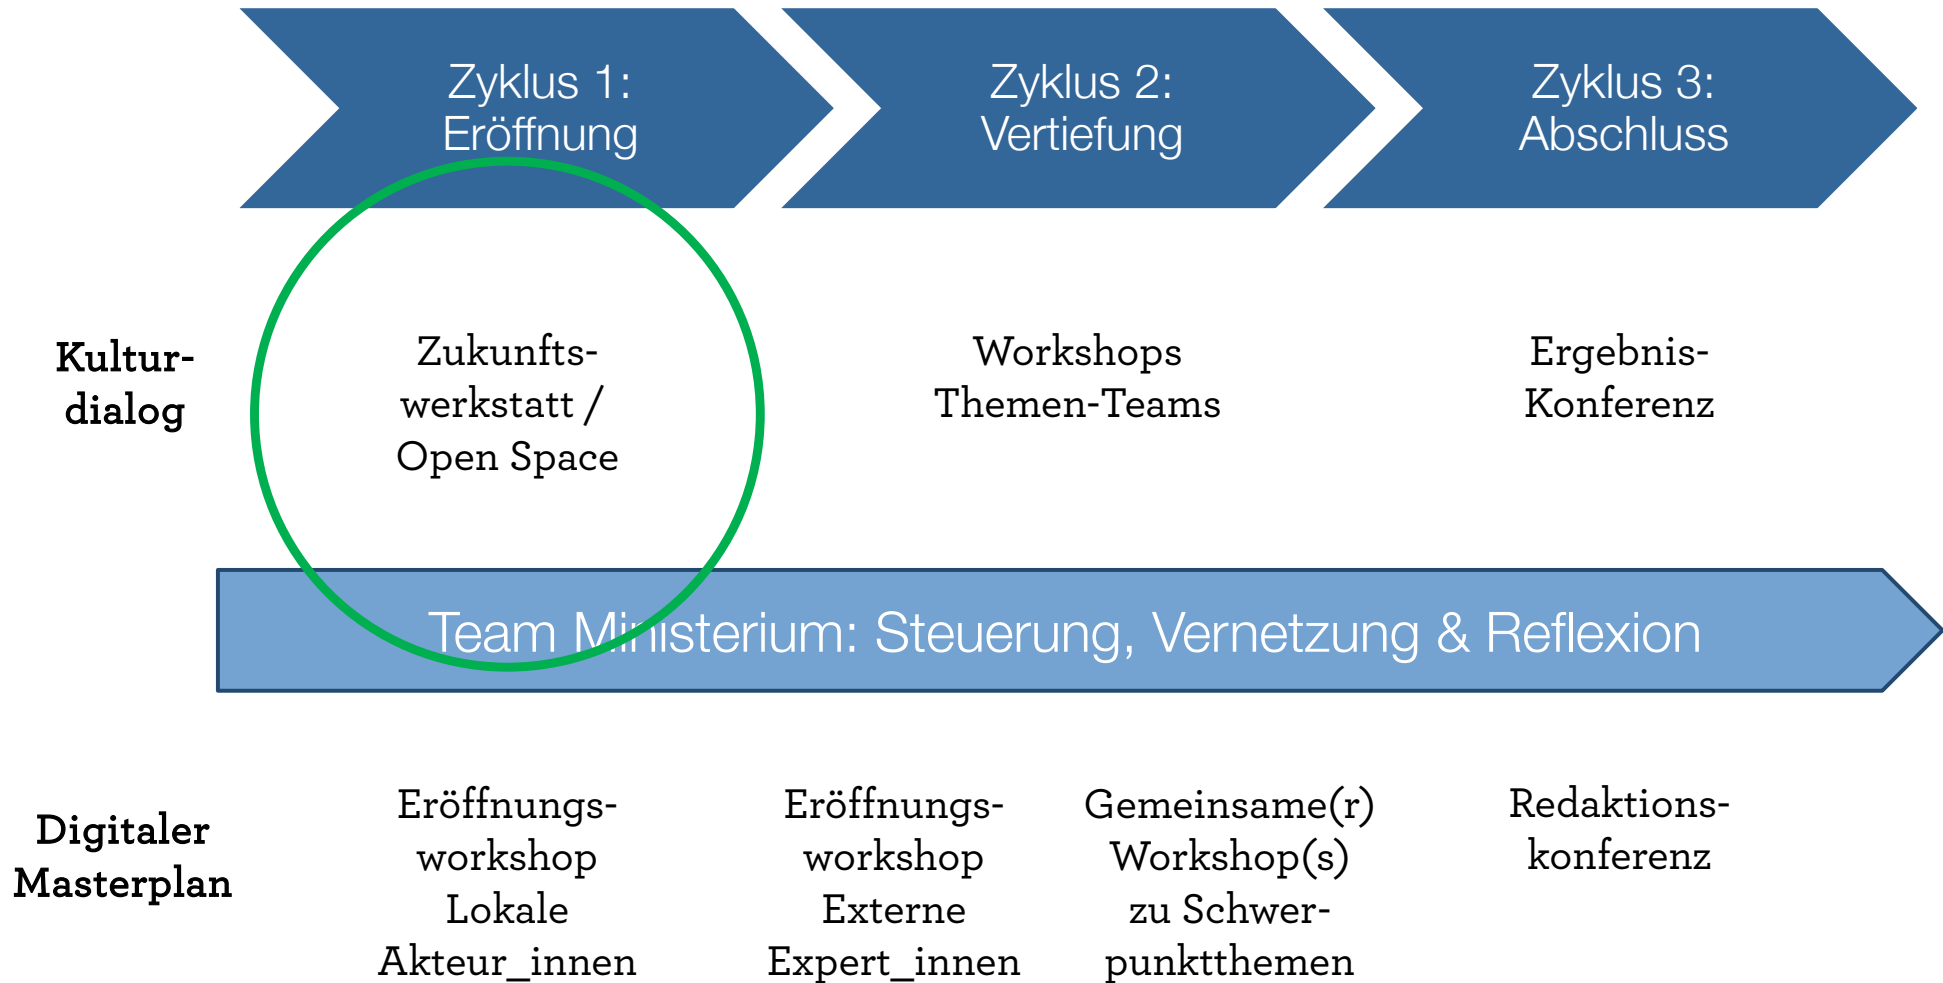 Zyklus 1:
Eröffnung
Zyklus 2:
Vertiefung
Zyklus 3:
Abschluss
Kultur-
dialog
Zukunfts-
werkstatt /
Open Space
Workshops
Themen-Teams
Ergebnis-
Konferenz
Team Ministerium: Steuerung, Vernetzung & Reflexion
Digitaler
Masterplan
Eröffnungs-
workshop
Lokale
Akteur_innen
Eröffnungs-
workshop
Externe
Expert_innen
Gemeinsame(r)
Workshop(s)
zu Schwer-
punktthemen
Redaktions-
konferenz